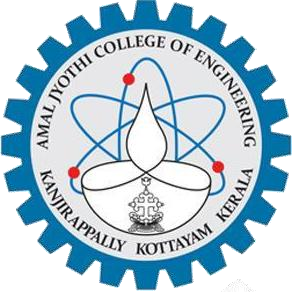 AMAL JYOTHI COLLEGE OF ENGINEERING
KANJIRAPPALLY KOTTAYAM KERALA